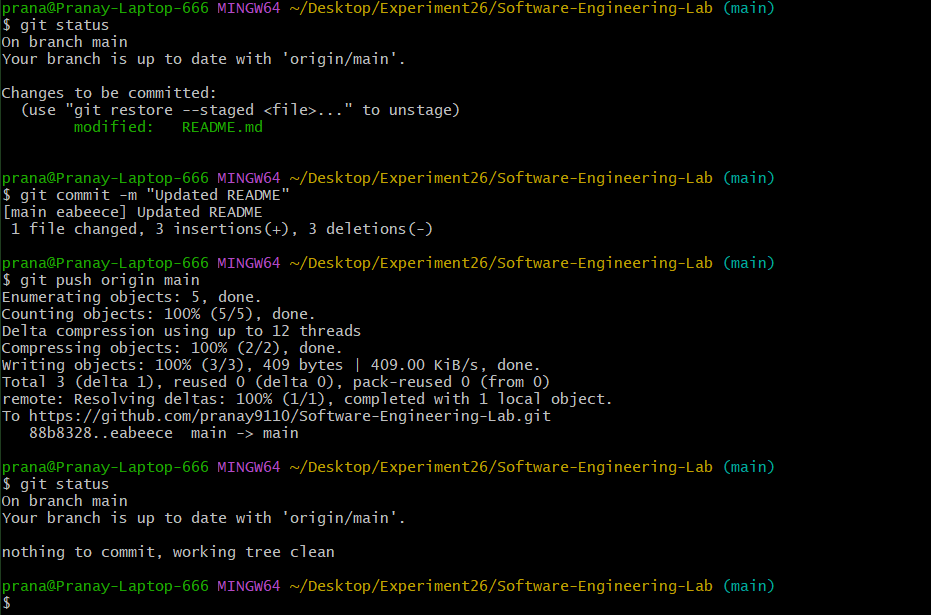 prana@Pranay-Laptop-666 MINGW64 ~/Desktop/Experiment26/Software-Engineering-Lab (main)
$ git status
On branch main
Your branch is up to date with 'origin/main'.
Changes to be committed:
  (use "git restore --staged <file>..." to unstage)
        modified:   README.md
prana@Pranay-Laptop-666 MINGW64 ~/Desktop/Experiment26/Software-Engineering-Lab (main)
$ git commit -m "Updated README"
[main eabeece] Updated README
 1 file changed, 3 insertions(+), 3 deletions(-)
prana@Pranay-Laptop-666 MINGW64 ~/Desktop/Experiment26/Software-Engineering-Lab (main)
$ git push origin main
Enumerating objects: 5, done.
Counting objects: 100% (5/5), done.
Delta compression using up to 12 threads
Compressing objects: 100% (2/2), done.
Writing objects: 100% (3/3), 409 bytes | 409.00 KiB/s, done.
Total 3 (delta 1), reused 0 (delta 0), pack-reused 0 (from 0)
remote: Resolving deltas: 100% (1/1), completed with 1 local object.
To https://github.com/pranay9110/Software-Engineering-Lab.git
   88b8328..eabeece  main -> main
prana@Pranay-Laptop-666 MINGW64 ~/Desktop/Experiment26/Software-Engineering-Lab (main)
$ git status
On branch main
Your branch is up to date with 'origin/main'.
nothing to commit, working tree clean
prana@Pranay-Laptop-666 MINGW64 ~/Desktop/Experiment26/Software-Engineering-Lab (main)
$